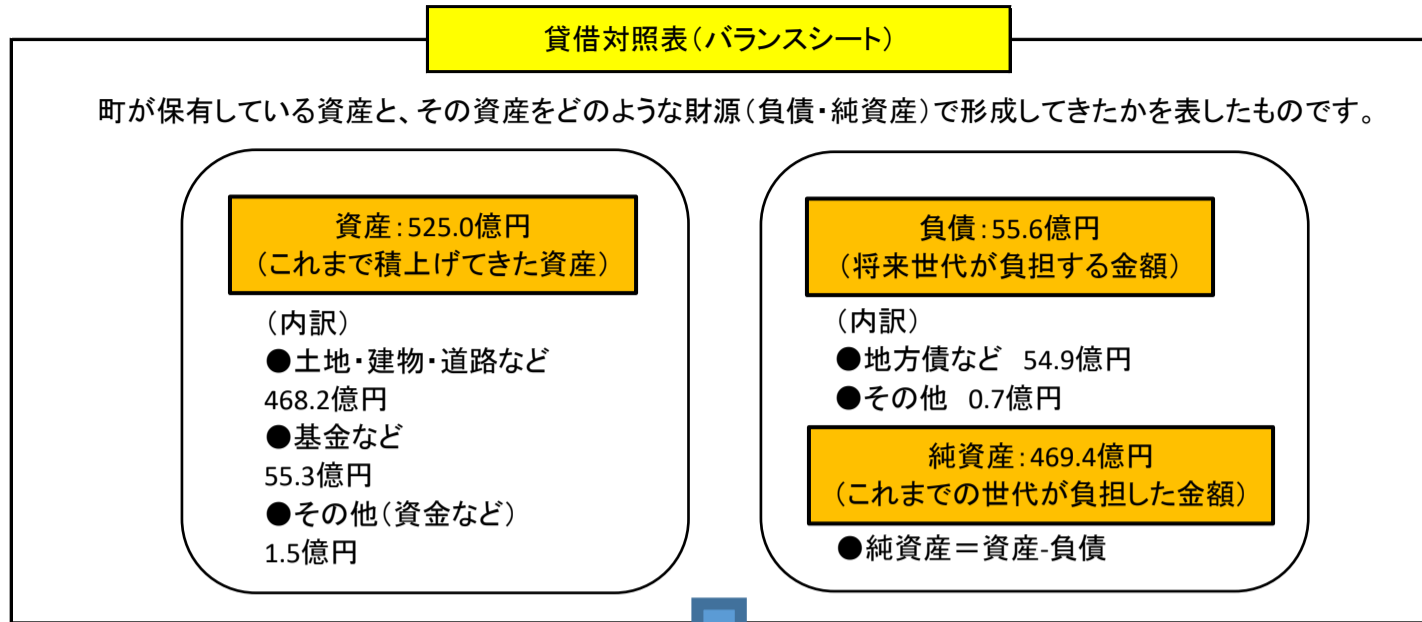 貸借対照表（バランスシート）
町が保有している資産と、その資産をどのような財源（負債・純資産）で形成してきたかを表したものです。
資産：525.0億円
（これまで積上げてきた資産）
（内訳）
●土地・建物・道路など
468.2億円
●基金など
55.3億円
●その他（資金など）
1.5億円
負債：55.6億円
（将来世代が負担する金額）
（内訳）
●地方債など 54.9億円
●その他 0.7億円
純資産：469.4億円
（これまでの世代が負担した金額）
●純資産＝資産-負債